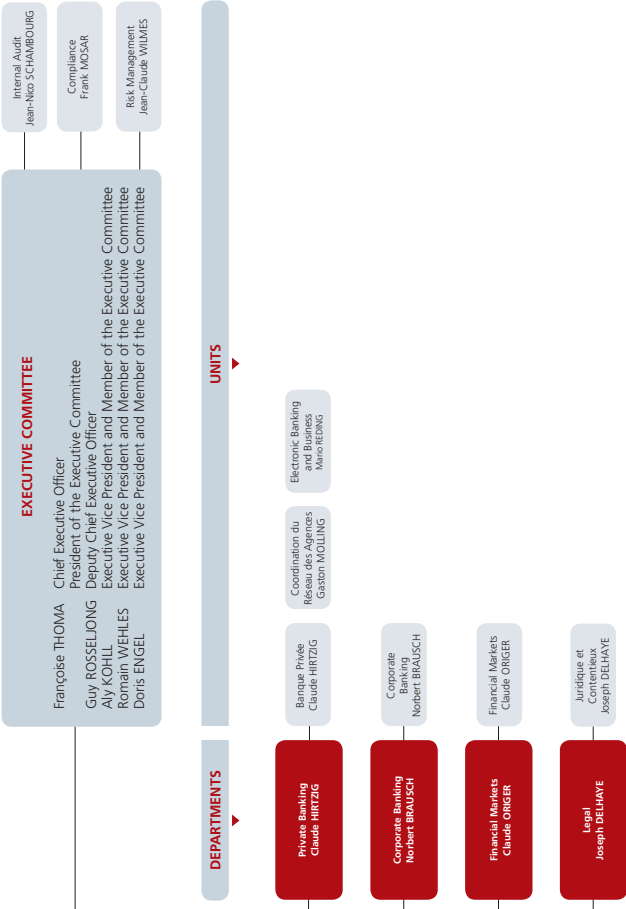 EXECUTIVE COMMITTEE
Françoise THOMA Chief Executive Officer
President of the Executive Committee
Guy ROSSELJONG Deputy Chief Executive Officer
Aly KOHLL Executive Vice President and Member of the Executive Committee
Romain WEHLES Executive Vice President and Member of the Executive Committee
Doris ENGEL Executive Vice President and Member of the Executive Committee
Internal Audit
Jean-Nico SCHAMBOURG
Compliance
Frank MOSAR
Risk Management
Jean-Claude WILMES
DEPARTMENTS
UNITS
Private Banking
Claude HIRTZIG
Banque Privée
Claude HIRTZIG
Coordination du
Réseau des Agences
Gaston MOLLING
Electronic Banking
and Business
Mario REDING
Corporate Banking
Norbert BRAUSCH
Corporate
Banking
Norbert BRAUSCH
Financial Markets
Claude ORIGER
Financial Markets
Claude ORIGER
Legal
Joseph DELHAYE
Juridique et
Contentieux
Joseph DELHAYE